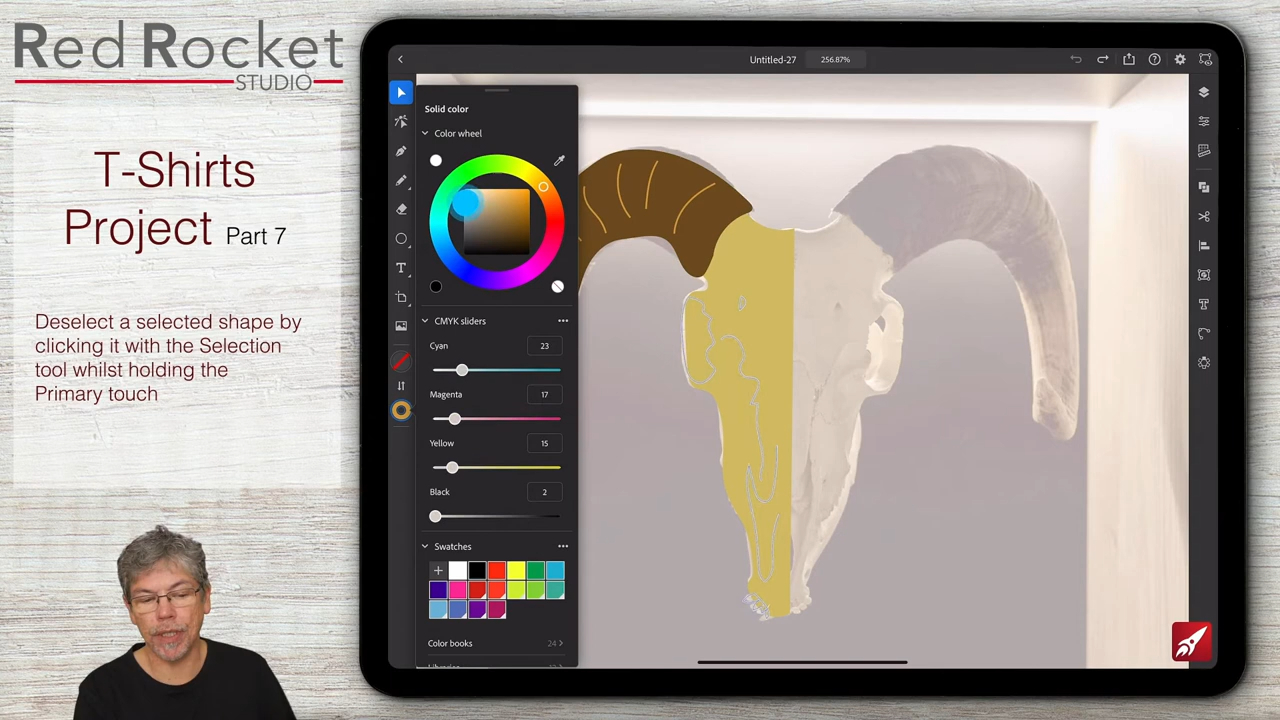 Red Rocket
STUDIO
T-Shirts
Project Part 7
Deselect a selected shape by
clicking it with the Selection
tool whilst holding the
Primary touch
Untitled-27
256.87%
Solid color
Color wheel
YK sliders
Cyan
23
Magenta
17
Yellow
15
Black
2
Swatches
Color books
24